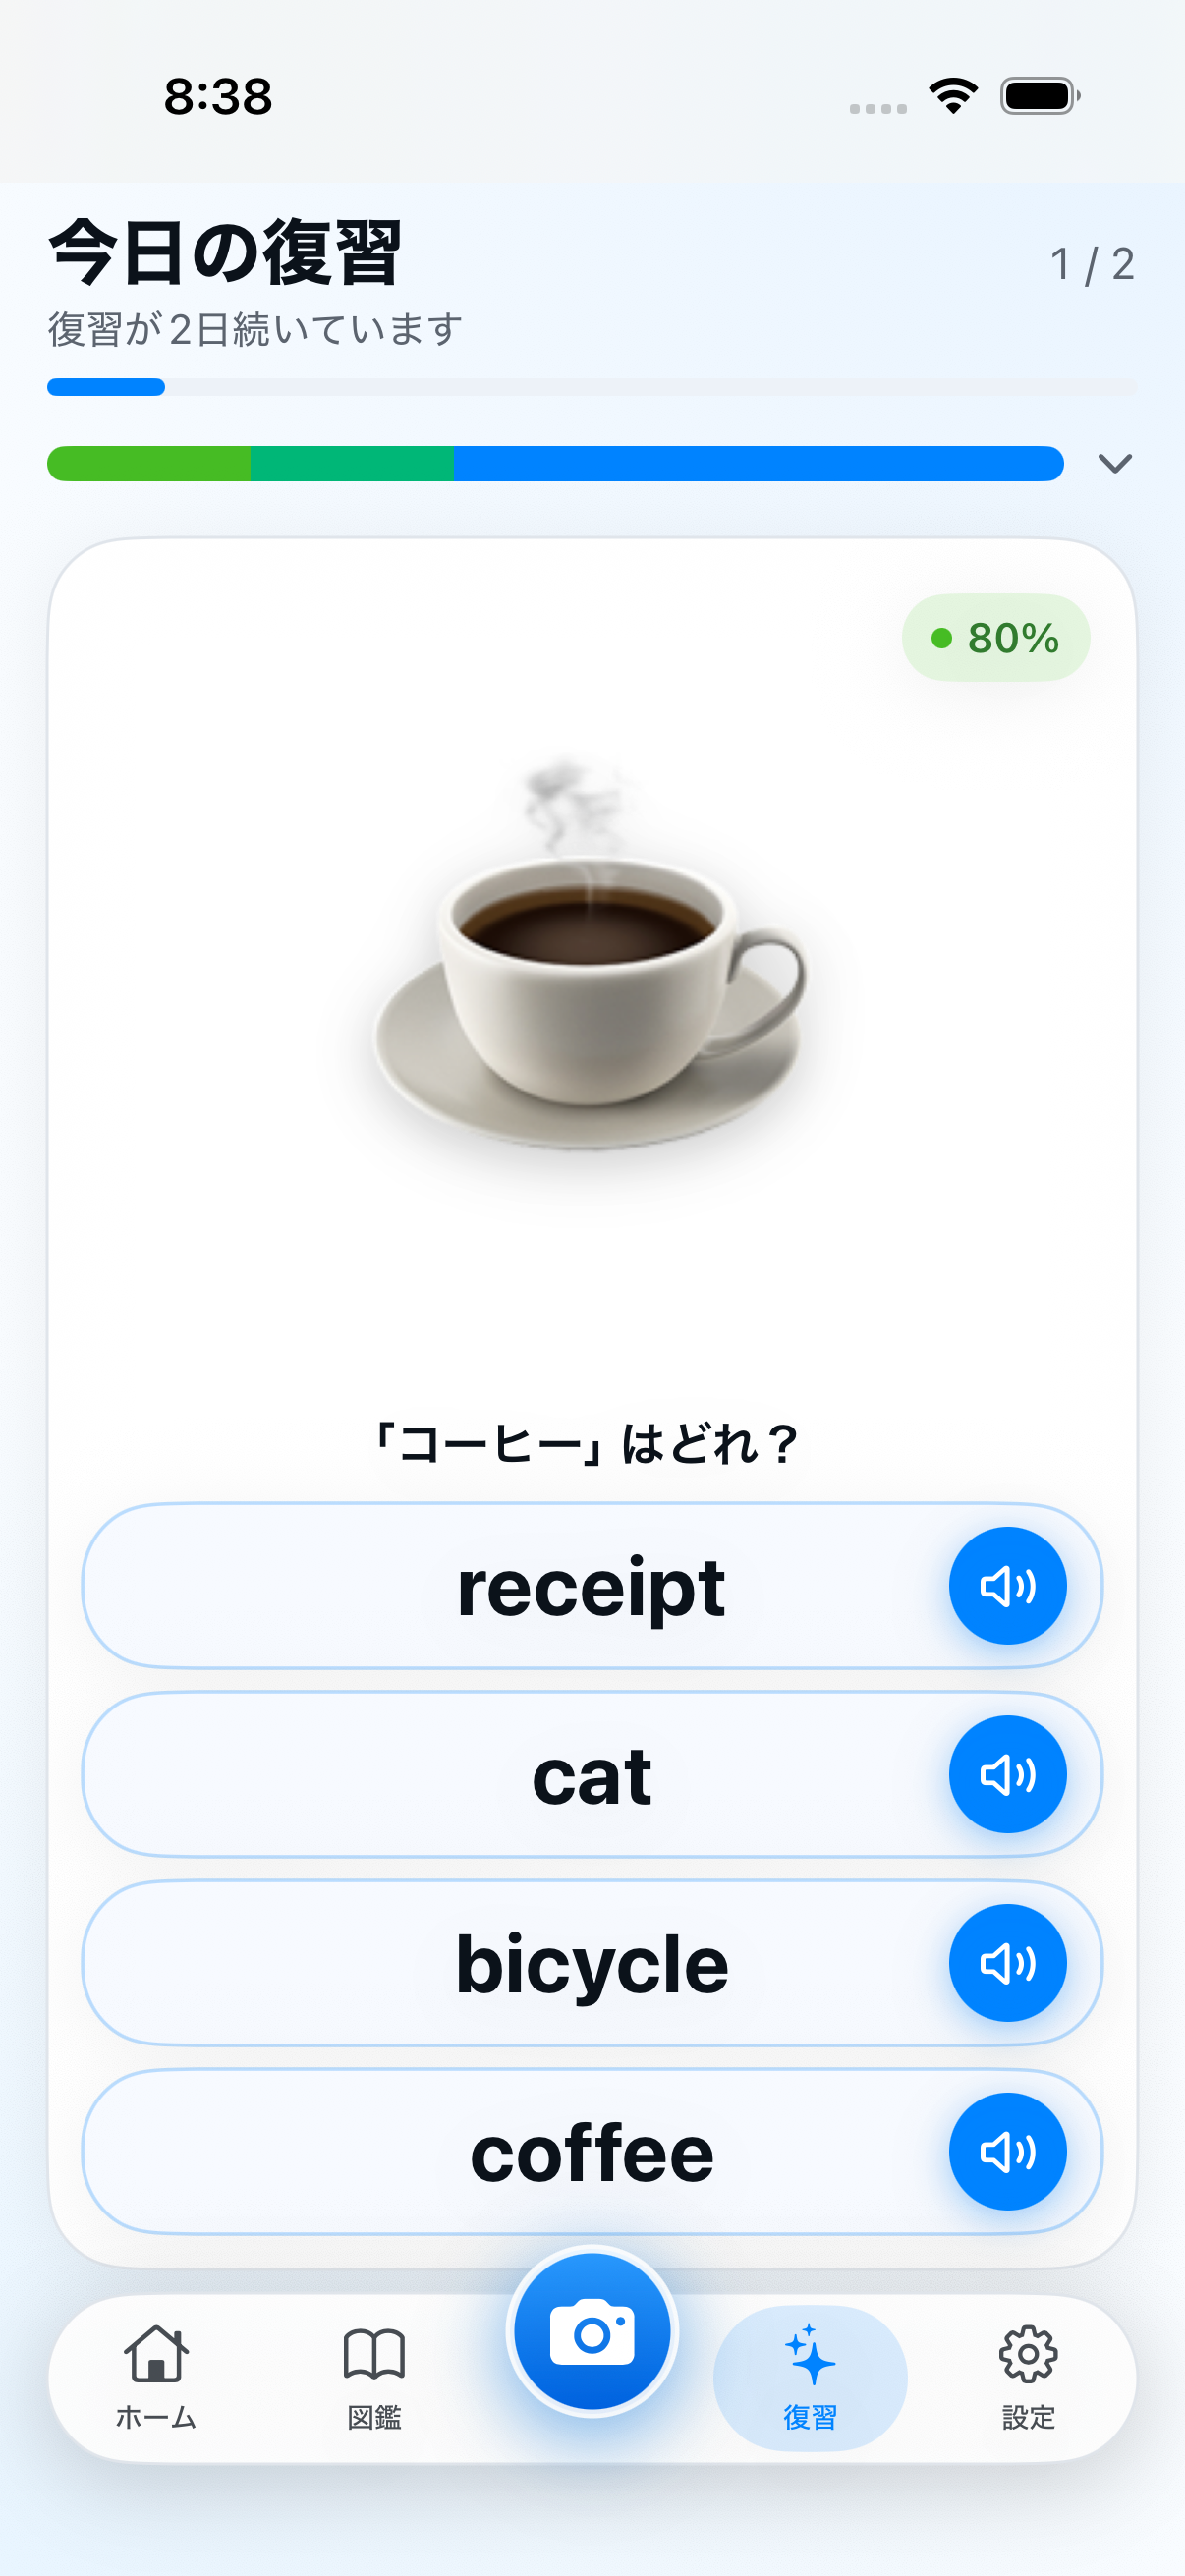 8:38
今日の復習
1 / 2
復習が2日続いています
80%
「コーヒー」はどれ？
receipt
cat
bicycle
coffee
ホーム
図鑑
復習
設定